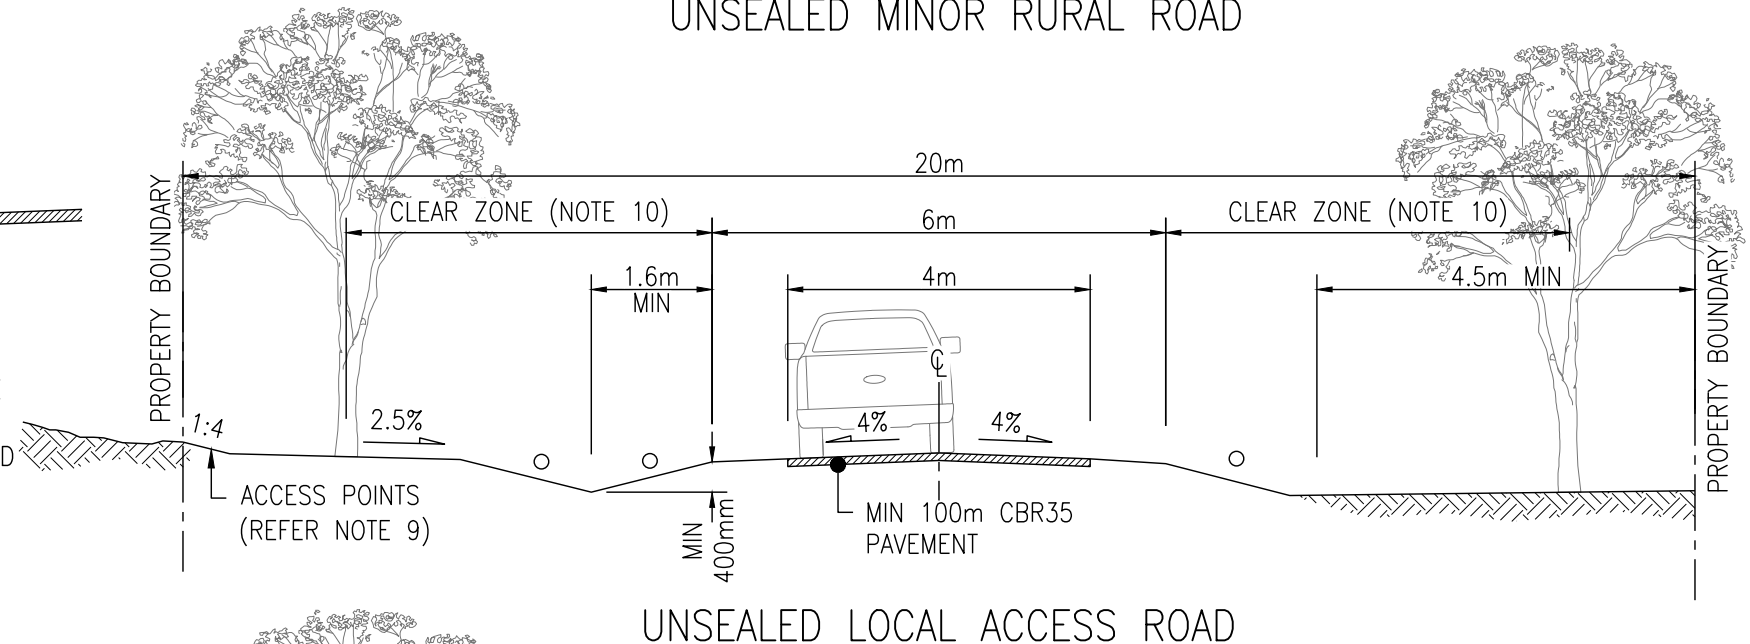 UNSEALED MINOR RURAL ROAD
20m
CLEAR ZONE (NOTE 10)
6m
CLEAR ZONE (NOTE 10)
1.6m
MIN
4m
4.5m MIN
PROPERTY BOUNDARY
PROPERTY BOUNDARY
℄
1:4
2.5%
4%
4%
D
ACCESS POINTS
(REFER NOTE 9)
MIN
400mm
MIN 100m CBR35
PAVEMENT
UNSEALED LOCAL ACCESS ROAD